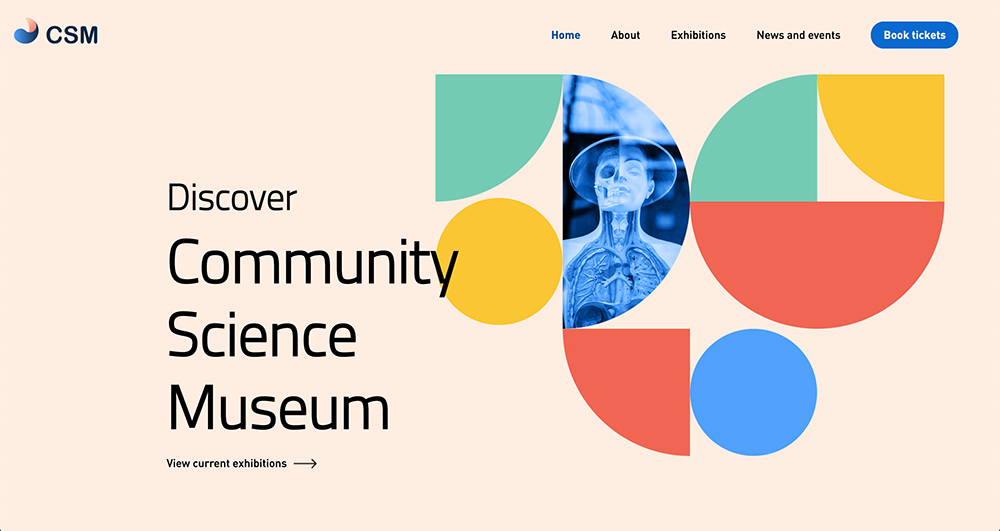 CSM
Home About Exhibitions News and events Book tickets
Discover
Community
Science
Museum
View current exhibitions